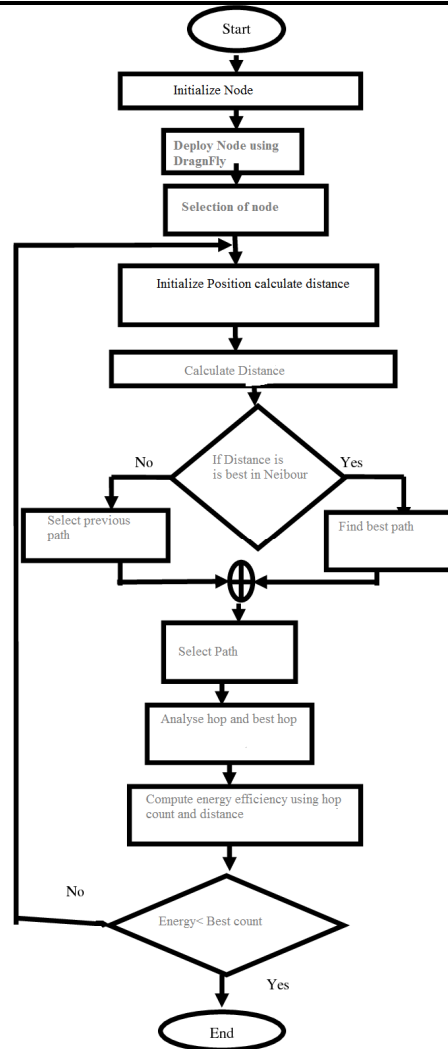 Start
Initialize Node
Deploy Node using
DragnFly
Selection of node
Initialize Position calculate distance
Calculate Distance
If Distance is
is best in Neibour
No
Yes
Select previous
path
Find best path
Select Path
Analyse hop and best hop
Compute energy efficiency using hop
count and distance
No
Energy< Best count
Yes
End